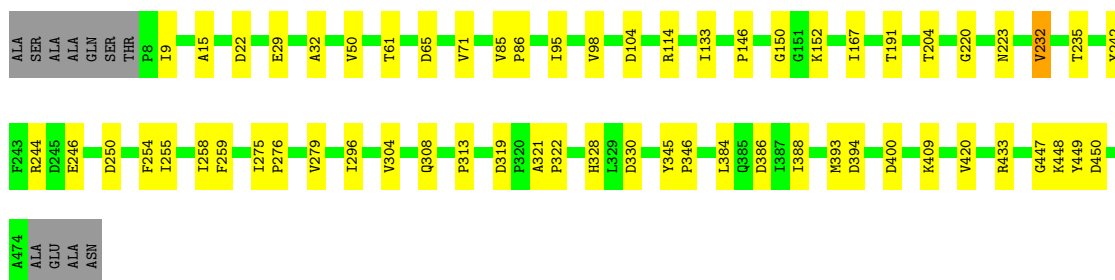 ALA SER ALA ALA GLN SER THR P8 I9 A15 D22 E29 A32 V50 T61 D65 V71 V85 P86 I95 V98 D104 R114 I133 P146 G150 G151 K152 I167 T191 T204 G220 N223 V232 T235 Y242
F243 R244 D245 E246 D250 F254 I255 I258 F259 I275 P276 V279 I296 V304 Q308 P313 D319 P320 A321 P322 H328 L329 D330 Y345 P346 L384 Q385 D386 I387 I388 M393 D394 D400 K409 V420 R433 G447 K448 Y449 D450
A474 ALA GLU ALA ASN